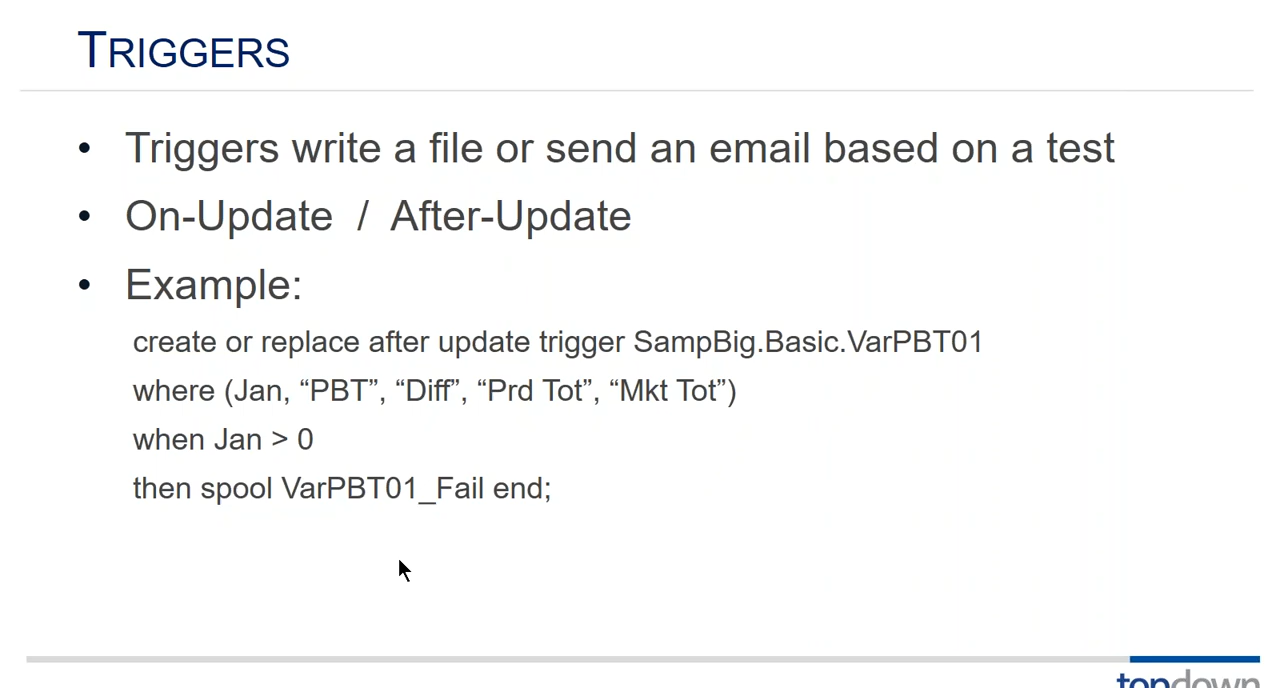 TRIGGERS
• Triggers write a file or send an email based on a test
• On-Update / After-Update
• Example:
create or replace after update trigger SampBig.Basic.VarPBT01
where (Jan, “PBT”, “Diff”, “Prd Tot”, “Mkt Tot”)
when Jan > 0
then spool VarPBT01_Fail end;
topdown